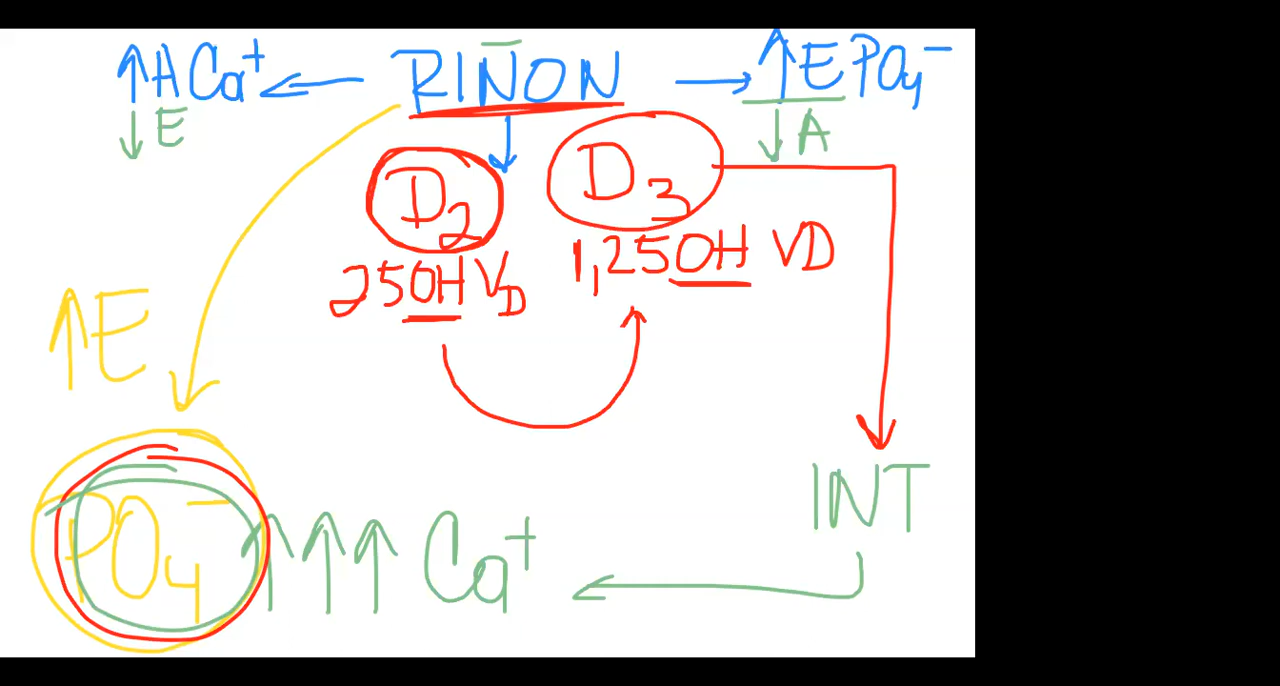 ↑ACa+ ← RIÑON → ↑EPO4-
↓E ↓A
D2 D3
25OH VD 1,25OH VD
↑E
INT
PO4- ↑↑↑ Ca+ ←